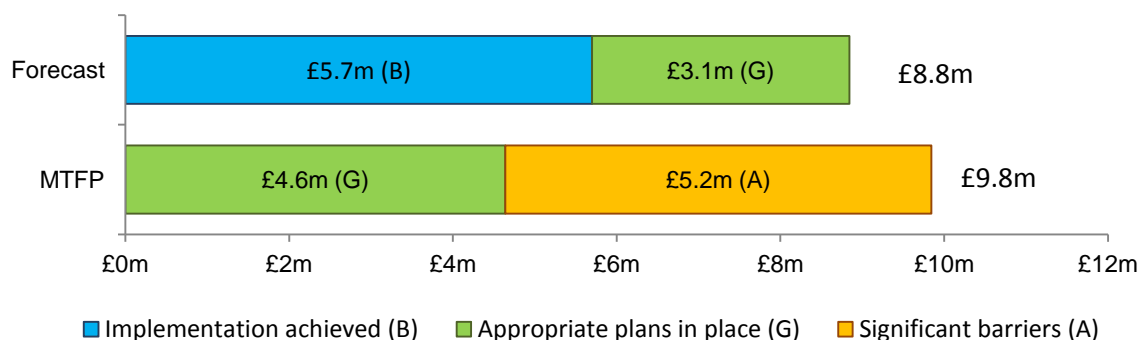 Forecast £5.7m (B) £3.1m (G) £8.8m
MTFP £4.6m (G) £5.2m (A) £9.8m
£0m £2m £4m £6m £8m £10m £12m
Implementation achieved (B) Appropriate plans in place (G) Significant barriers (A)